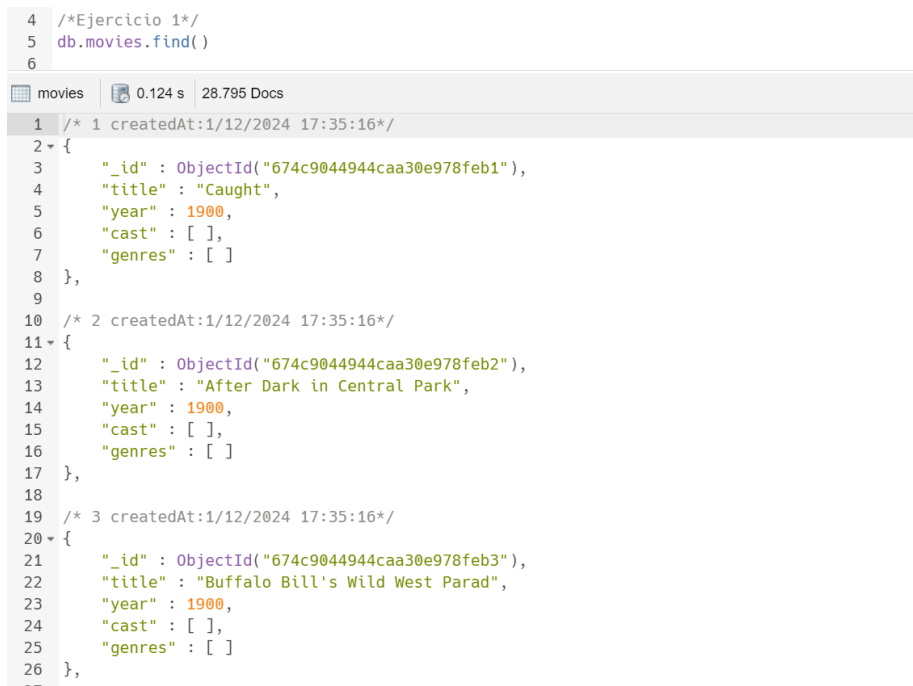 4 /*Ejercicio 1*/
5 db.movies.find()
6
movies 0.124 s 28.795 Docs
1 /* 1 createdAt:1/12/2024 17:35:16*/
2 {
3 "_id" : ObjectId("674c9044944caa30e978feb1"),
4 "title" : "Caught",
5 "year" : 1900,
6 "cast" : [ ],
7 "genres" : [ ]
8 },
9
10 /* 2 createdAt:1/12/2024 17:35:16*/
11 {
12 "_id" : ObjectId("674c9044944caa30e978feb2"),
13 "title" : "After Dark in Central Park",
14 "year" : 1900,
15 "cast" : [ ],
16 "genres" : [ ]
17 },
18
19 /* 3 createdAt:1/12/2024 17:35:16*/
20 {
21 "_id" : ObjectId("674c9044944caa30e978feb3"),
22 "title" : "Buffalo Bill's Wild West Parad",
23 "year" : 1900,
24 "cast" : [ ],
25 "genres" : [ ]
26 },